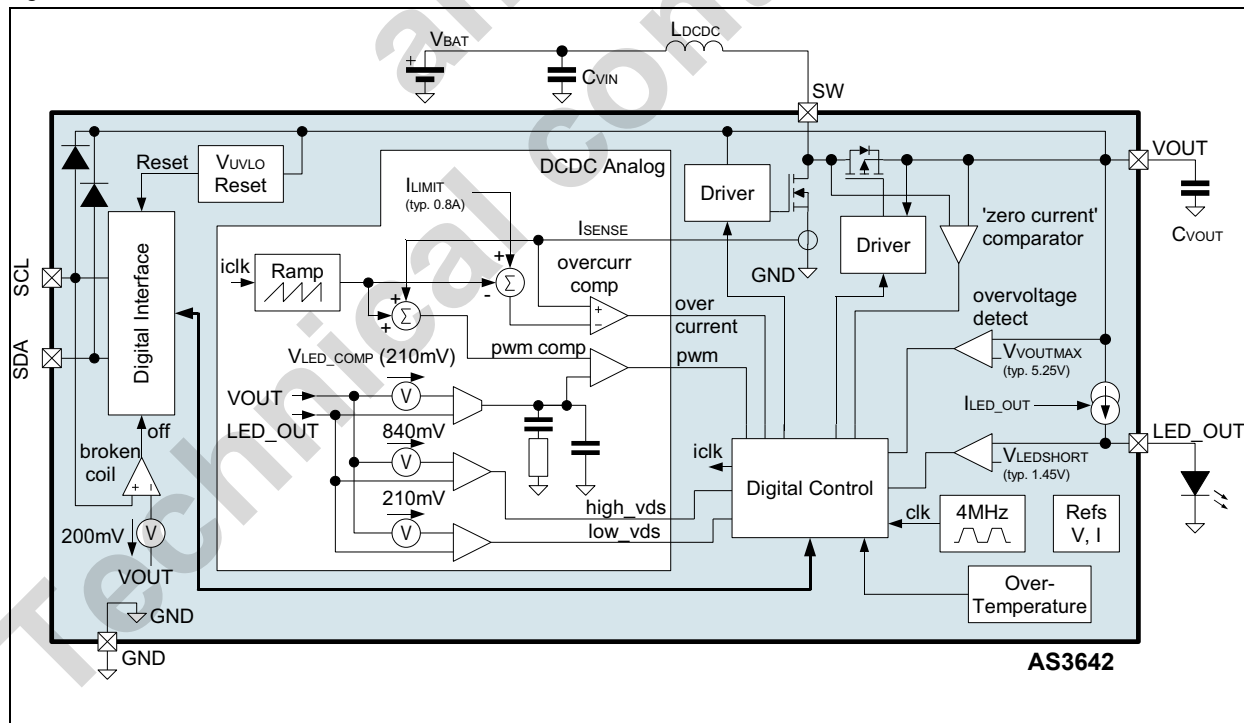 LDCDC
VBAT
+
CVIN
SW
VOUT
CVOUT
Reset
VUVLO
Reset
DCDC Analog
ILIMIT
(typ. 0.8A)
ISENSE
Driver
Driver
'zero current'
comparator
GND
SCL
SDA
Digital Interface
iclk
Ramp
+
-
Σ
+
+
Σ
overcurr
comp
+
–
over
current
overvoltage
detect
VVOUTMAX
(typ. 5.25V)
VLED_COMP (210mV)
pwm comp
pwm
VOUT
LED_OUT
V
ILED_OUT
LED_OUT
840mV
V
VLEDSHORT
(typ. 1.45V)
off
broken
coil
+ –
iclk
Digital Control
210mV
V
high_vds
low_vds
clk
4MHz
Refs
V, I
200mV
V
VOUT
Over-
Temperature
GND
GND
AS3642
Technical cont
a